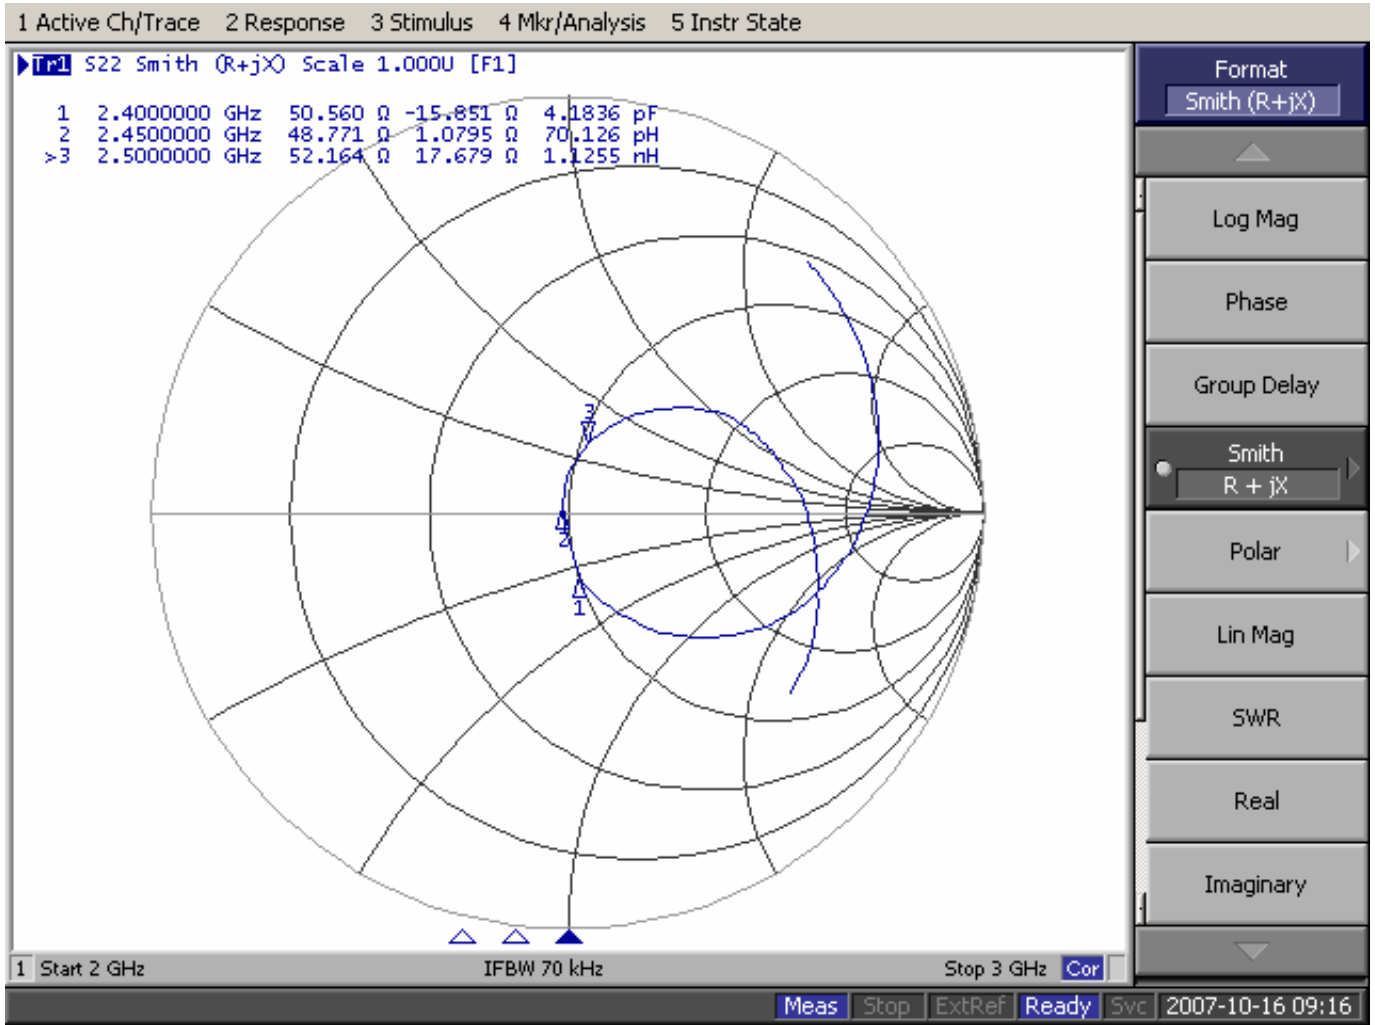 1 Active Ch/Trace 2 Response 3 Stimulus 4 Mkr/Analysis 5 Instr State
Tr1 S22 Smith (R+jX) Scale 1.000U [F1]
1 2.4000000 GHz 50.560 Ω -15.851 Ω 4.1836 pF
2 2.4500000 GHz 48.771 Ω 1.0795 Ω 70.126 pH
>3 2.5000000 GHz 52.164 Ω 17.679 Ω 1.1255 nH
3
2
1
1 Start 2 GHz IFBW 70 kHz Stop 3 GHz Cor
Format
Smith (R+jX)
Log Mag
Phase
Group Delay
Smith
R + jX
Polar
Lin Mag
SWR
Real
Imaginary
Meas Stop ExtRef Ready Svc 2007-10-16 09:16